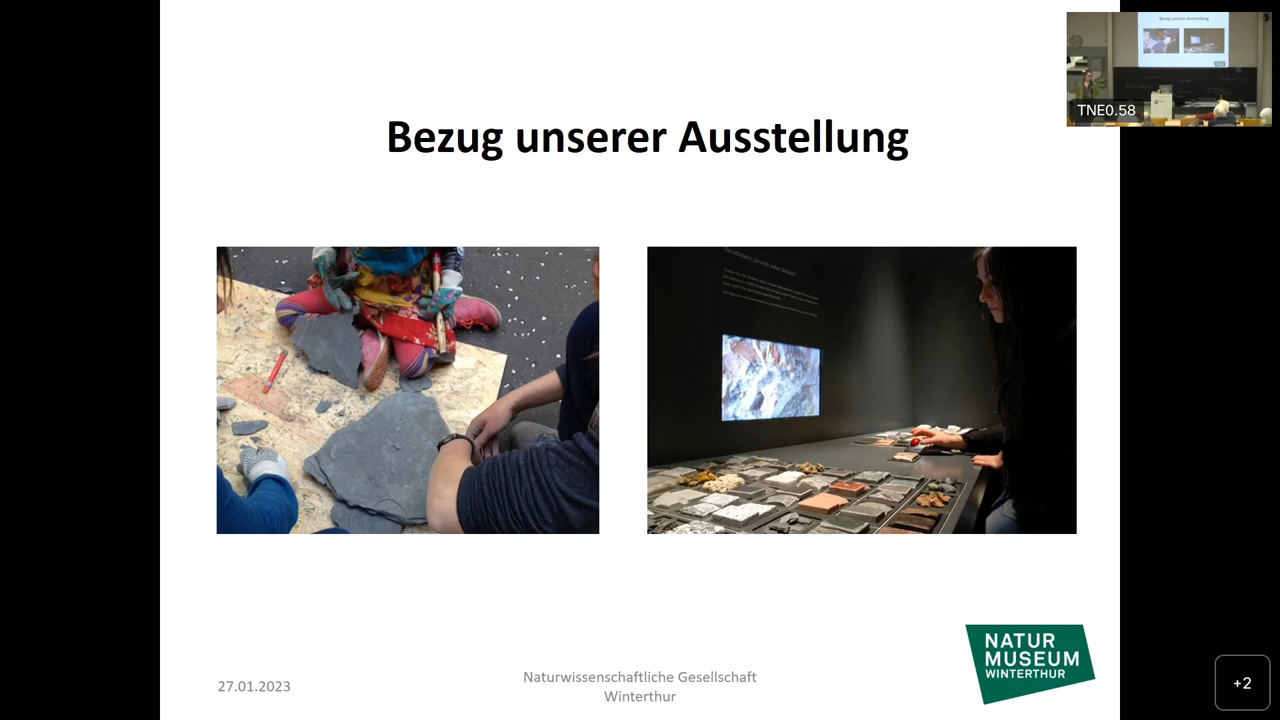 Bezug unserer Ausstellung
TNE0.58
27.01.2023
Naturwissenschaftliche Gesellschaft
Winterthur
NATUR
MUSEUM
WINTERTHUR
+2